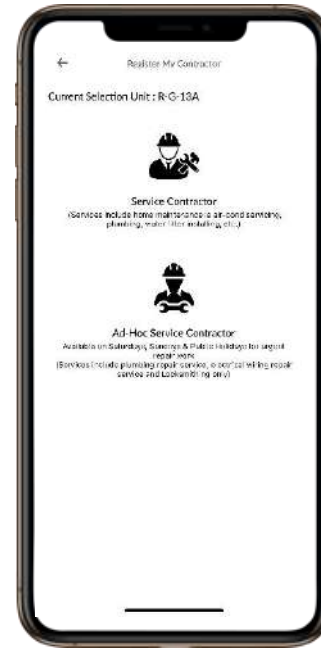 Register My Contractor
Current Selection Unit : R-G-13A
Service Contractor
(Services include home maintenance ie air-cond servicing,
plumbing, water filter installing, etc.)
Ad-Hoc Service Contractor
Available on Saturdays, Sundays & Public Holidays for urgent
repair work
(Services include plumbing repair service, electrical wiring repair
service and Locksmithing only)